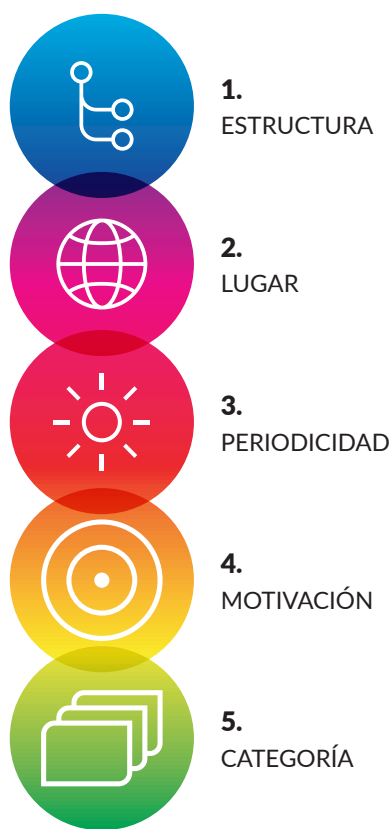 1.
ESTRUCTURA
2.
LUGAR
3.
PERIODICIDAD
4.
MOTIVACIÓN
5.
CATEGORÍA